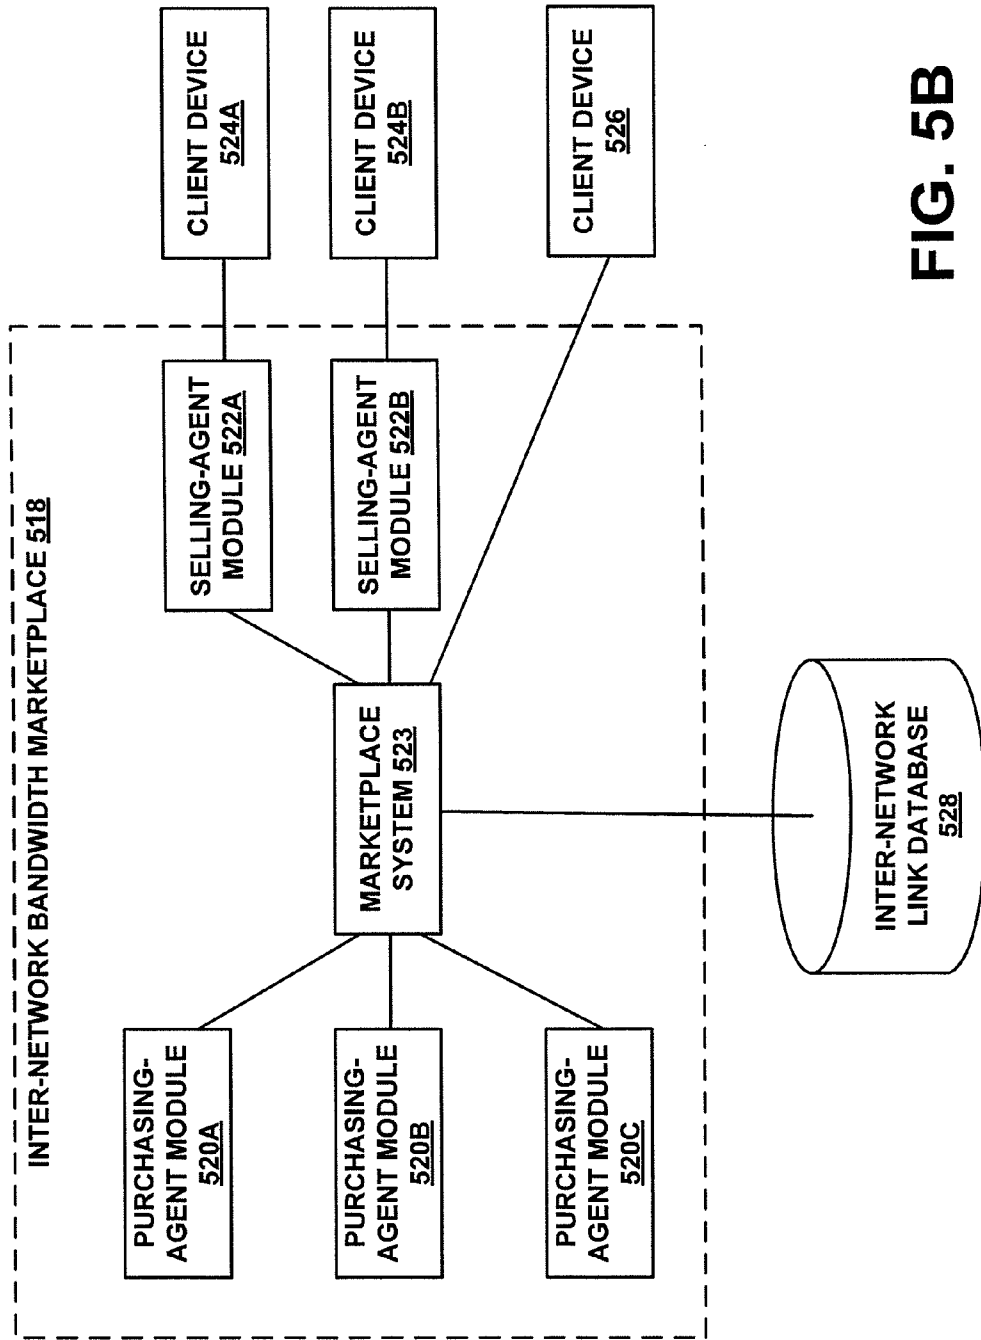 INTER-NETWORK BANDWIDTH MARKETPLACE 518
PURCHASING-
AGENT MODULE
520A
PURCHASING-
AGENT MODULE
520B
PURCHASING-
AGENT MODULE
520C
MARKETPLACE
SYSTEM 523
SELLING-AGENT
MODULE 522A
SELLING-AGENT
MODULE 522B
CLIENT DEVICE
524A
CLIENT DEVICE
524B
CLIENT DEVICE
526
INTER-NETWORK
LINK DATABASE
528
FIG. 5B